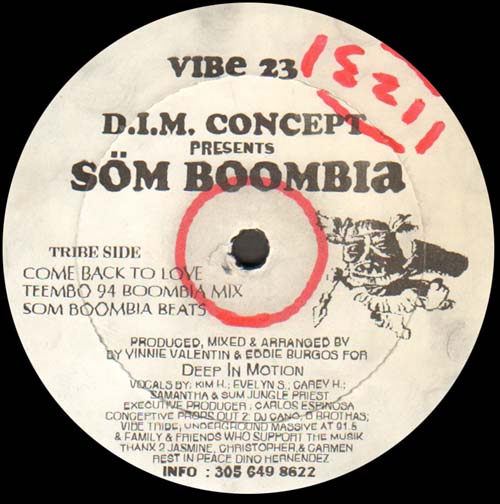 VIBE 23
11231
D.I.M. CONCEPT
PRESENTS
SÖM BOOMBIA
TRIBE SIDE
COME BACK TO LOVE
TEEMBO 94 BOOMBIA MIX
SOM BOOMBIA BEATS
PRODUCED, MIXED & ARRANGED BY
BY VINNIE VALENTIN & EDDIE BURGOS FOR
DEEP IN MOTION
VOCALS BY: KIM H.; EVELYN S.; CAREY H.;
SAMANTHA & SUM JUNGLE PRIEST
EXECUTIVE PRODUCER : CARLOS ESPINOSA
CONCEPTIVE PROPS OUT 2: DJ CANO, D BROTHAS,
VIBE TRIBE, UNDERGROUND MASSIVE AT 91.5
& FAMILY & FRIENDS WHO SUPPORT THE MUSIK
THANX 2 JASMINE, CHRISTOPHER,& CARMEN
REST IN PEACE DINO HERNENDEZ
INFO : 305 649 8622